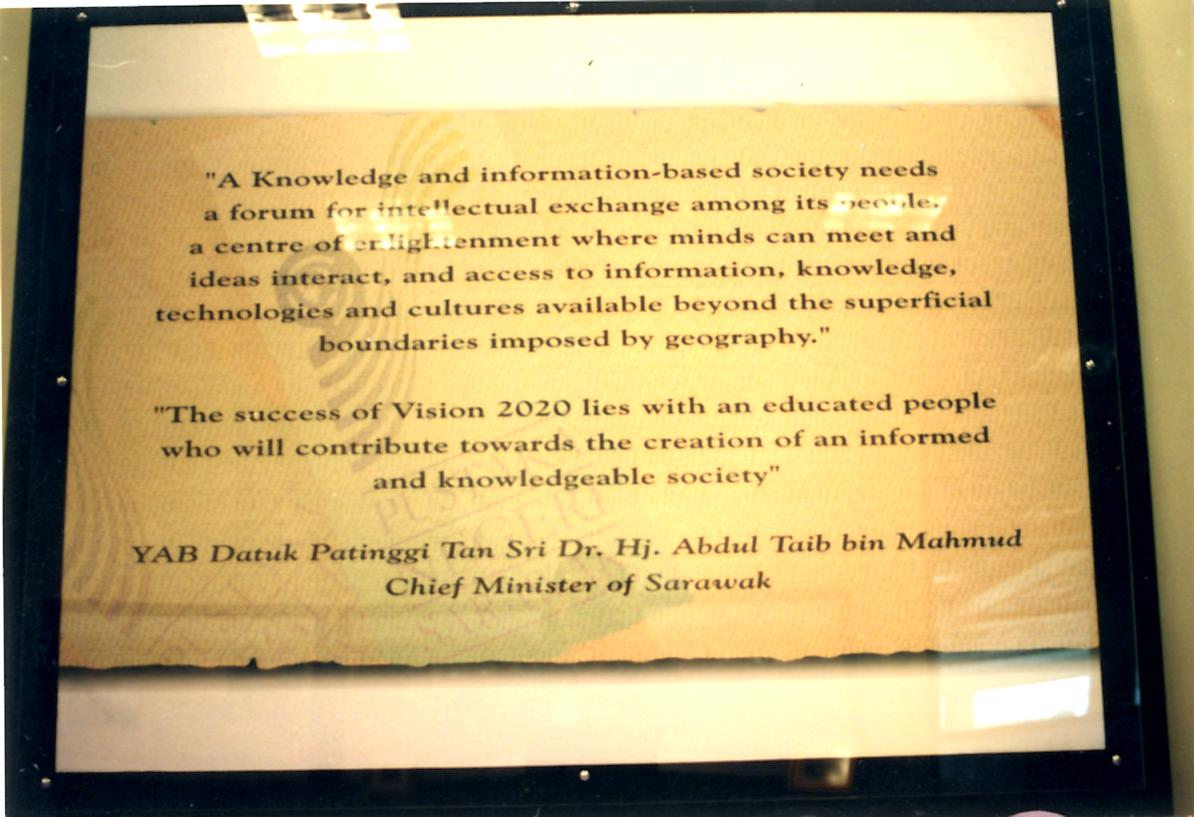 "A Knowledge and information-based society needs
a forum for intellectual exchange among its people,
a centre of enlightenment where minds can meet and
ideas interact, and access to information, knowledge,
technologies and cultures available beyond the superficial
boundaries imposed by geography."
"The success of Vision 2020 lies with an educated people
who will contribute towards the creation of an informed
and knowledgeable society"
YAB Datuk Patinggi Tan Sri Dr. Hj. Abdul Taib bin Mahmud
Chief Minister of Sarawak